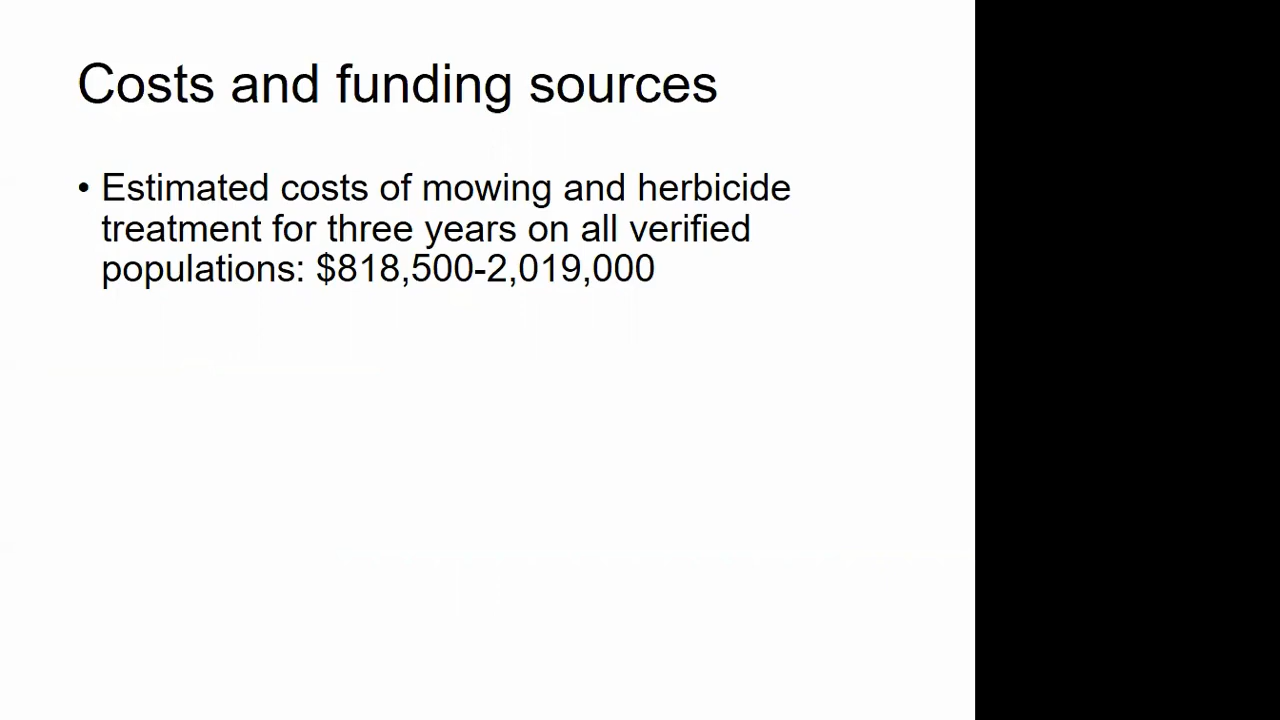 Costs and funding sources
• Estimated costs of mowing and herbicide
treatment for three years on all verified
populations: $818,500-2,019,000